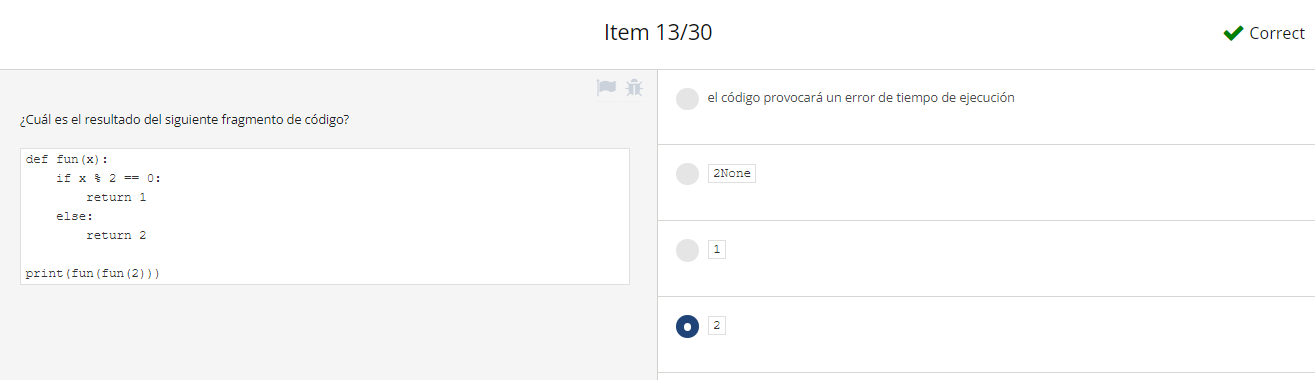 Item 13/30
Correct
¿Cuál es el resultado del siguiente fragmento de código?
def fun(x):
    if x % 2 == 0:
        return 1
    else:
        return 2
print(fun(fun(2)))
el código provocará un error de tiempo de ejecución
2None
1
2